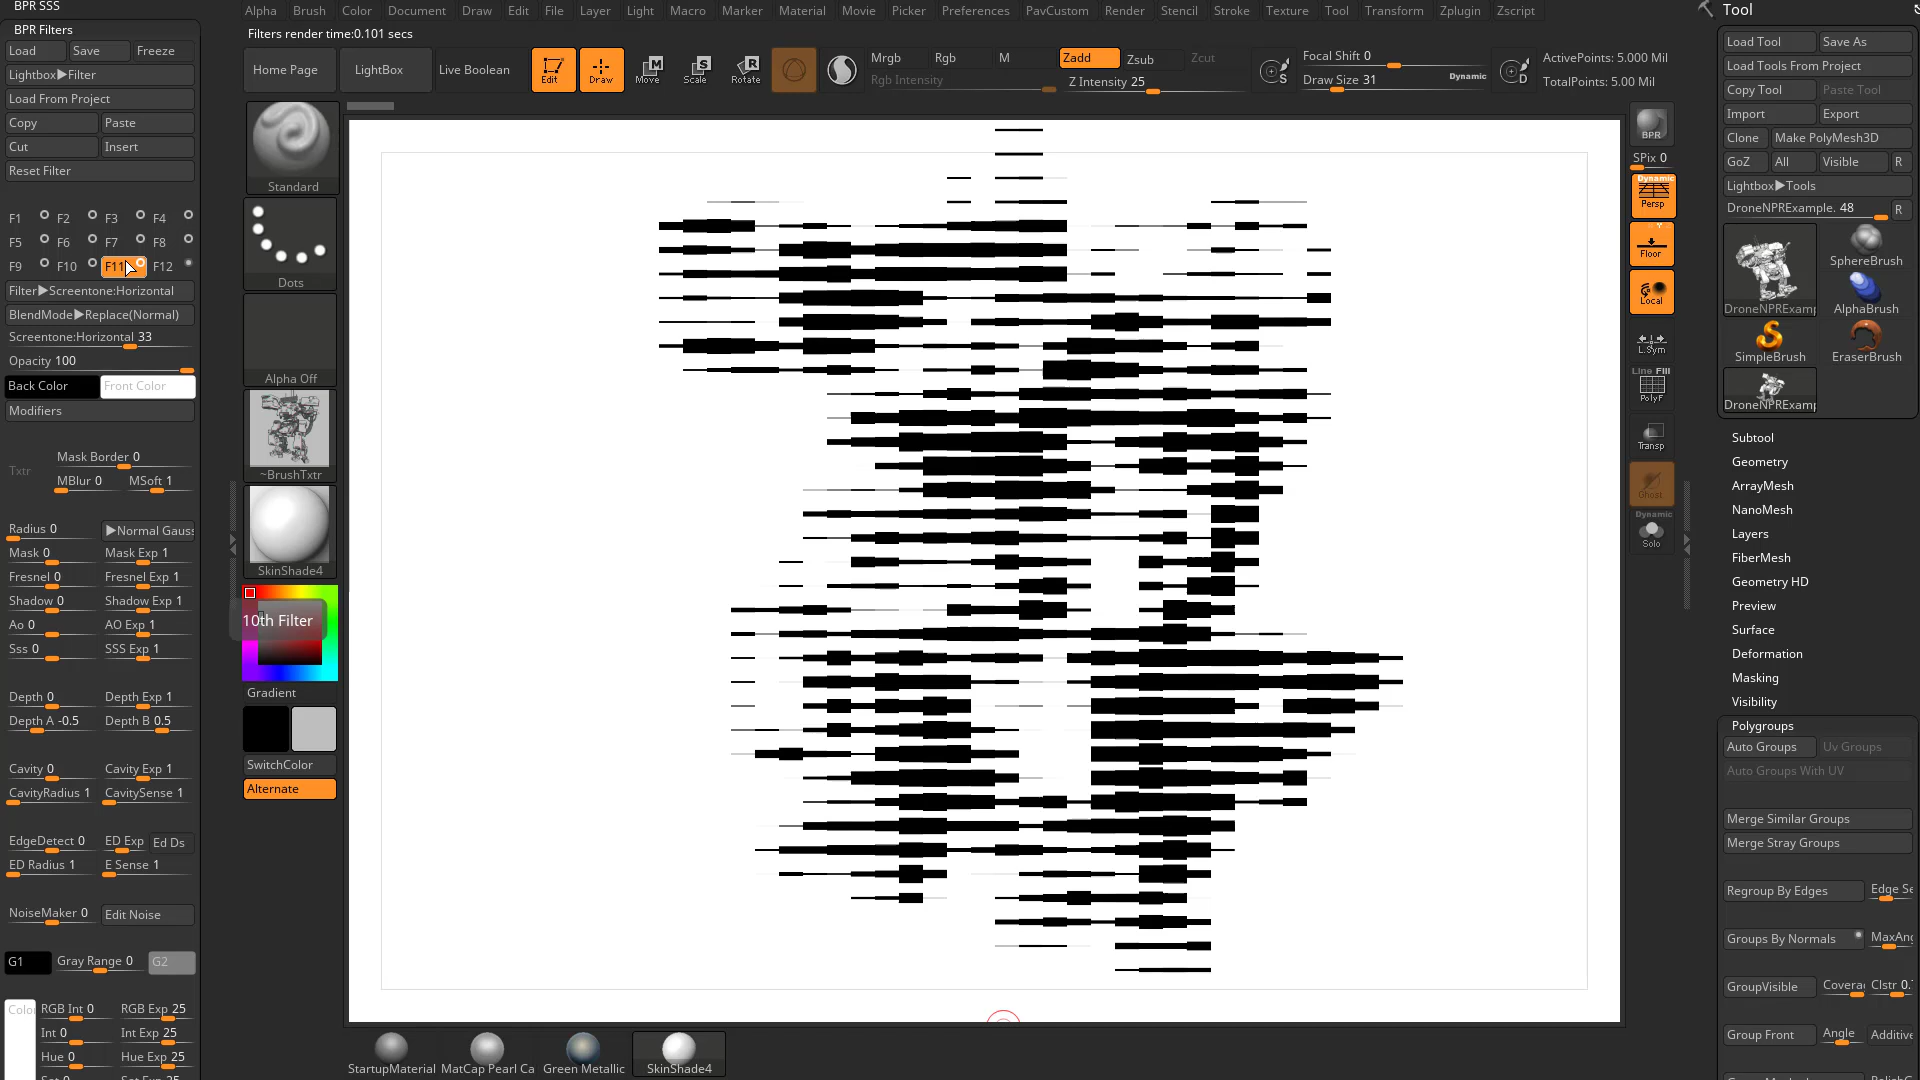 BPR SSS
BPR Filters
Load Save Freeze
Lightbox▶Filter
Load From Project
Copy Paste
Cut Insert
Reset Filter
F1 F2 F3 F4
F5 F6 F7 F8
F9 F10 F11 F12
Filter▶Screentone:Horizontal
BlendMode▶Replace(Normal)
Screentone:Horizontal 33
Opacity 100
Back Color Front Color
Modifiers
Txtr Mask Border 0
MBlur 0 MSoft 1
Radius 0 ▶Normal Gauss
Mask 0 Mask Exp 1
Fresnel 0 Fresnel Exp 1
Shadow 0 Shadow Exp 1
Ao 0 AO Exp 1
Sss 0 SSS Exp 1
Depth 0 Depth Exp 1
Depth A -0.5 Depth B 0.5
Cavity 0 Cavity Exp 1
CavityRadius 1 CavitySense 1
EdgeDetect 0 ED Exp Ed Ds
ED Radius 1 E Sense 1
NoiseMaker 0 Edit Noise
G1 Gray Range 0 G2
Colo RGB Int 0 RGB Exp 25
Int 0 Int Exp 25
Hue 0 Hue Exp 25
Alpha Brush Color Document Draw Edit File Layer Light Macro Marker Material Movie Picker Preferences PavCustom Render Stencil Stroke Texture Tool Transform Zplugin Zscript
Filters render time:0.101 secs
Home Page LightBox Live Boolean Edit Draw Move Scale Rotate
M S R
Mrgb Rgb M Zadd Zsub Zcut
Rgb Intensity Z Intensity 25
S Focal Shift 0
Draw Size 31 Dynamic D
ActivePoints: 5.000 Mil
TotalPoints: 5.00 Mil
Standard
Dots
Alpha Off
~BrushTxtr
SkinShade4
10th Filter
Gradient
SwitchColor
Alternate
BPR
SPix 0
Dynamic
Persp
Floor
Local
L.Sym
Line Fill
PolyF
Transp
Ghost
Dynamic
Solo
StartupMaterial MatCap Pearl Ca Green Metallic SkinShade4
Tool
Load Tool Save As
Load Tools From Project
Copy Tool Paste Tool
Import Export
Clone Make PolyMesh3D
GoZ All Visible R
Lightbox▶Tools
DroneNPRExample. 48 R
DroneNPRExamp SphereBrush
AlphaBrush
SimpleBrush EraserBrush
DroneNPRExamp
Subtool
Geometry
ArrayMesh
NanoMesh
Layers
FiberMesh
Geometry HD
Preview
Surface
Deformation
Masking
Visibility
Polygroups
Auto Groups Uv Groups
Auto Groups With UV
Merge Similar Groups
Merge Stray Groups
Regroup By Edges Edge Se
Groups By Normals MaxAng
GroupVisible Covera Clstr 0.
Group Front Angle Additive